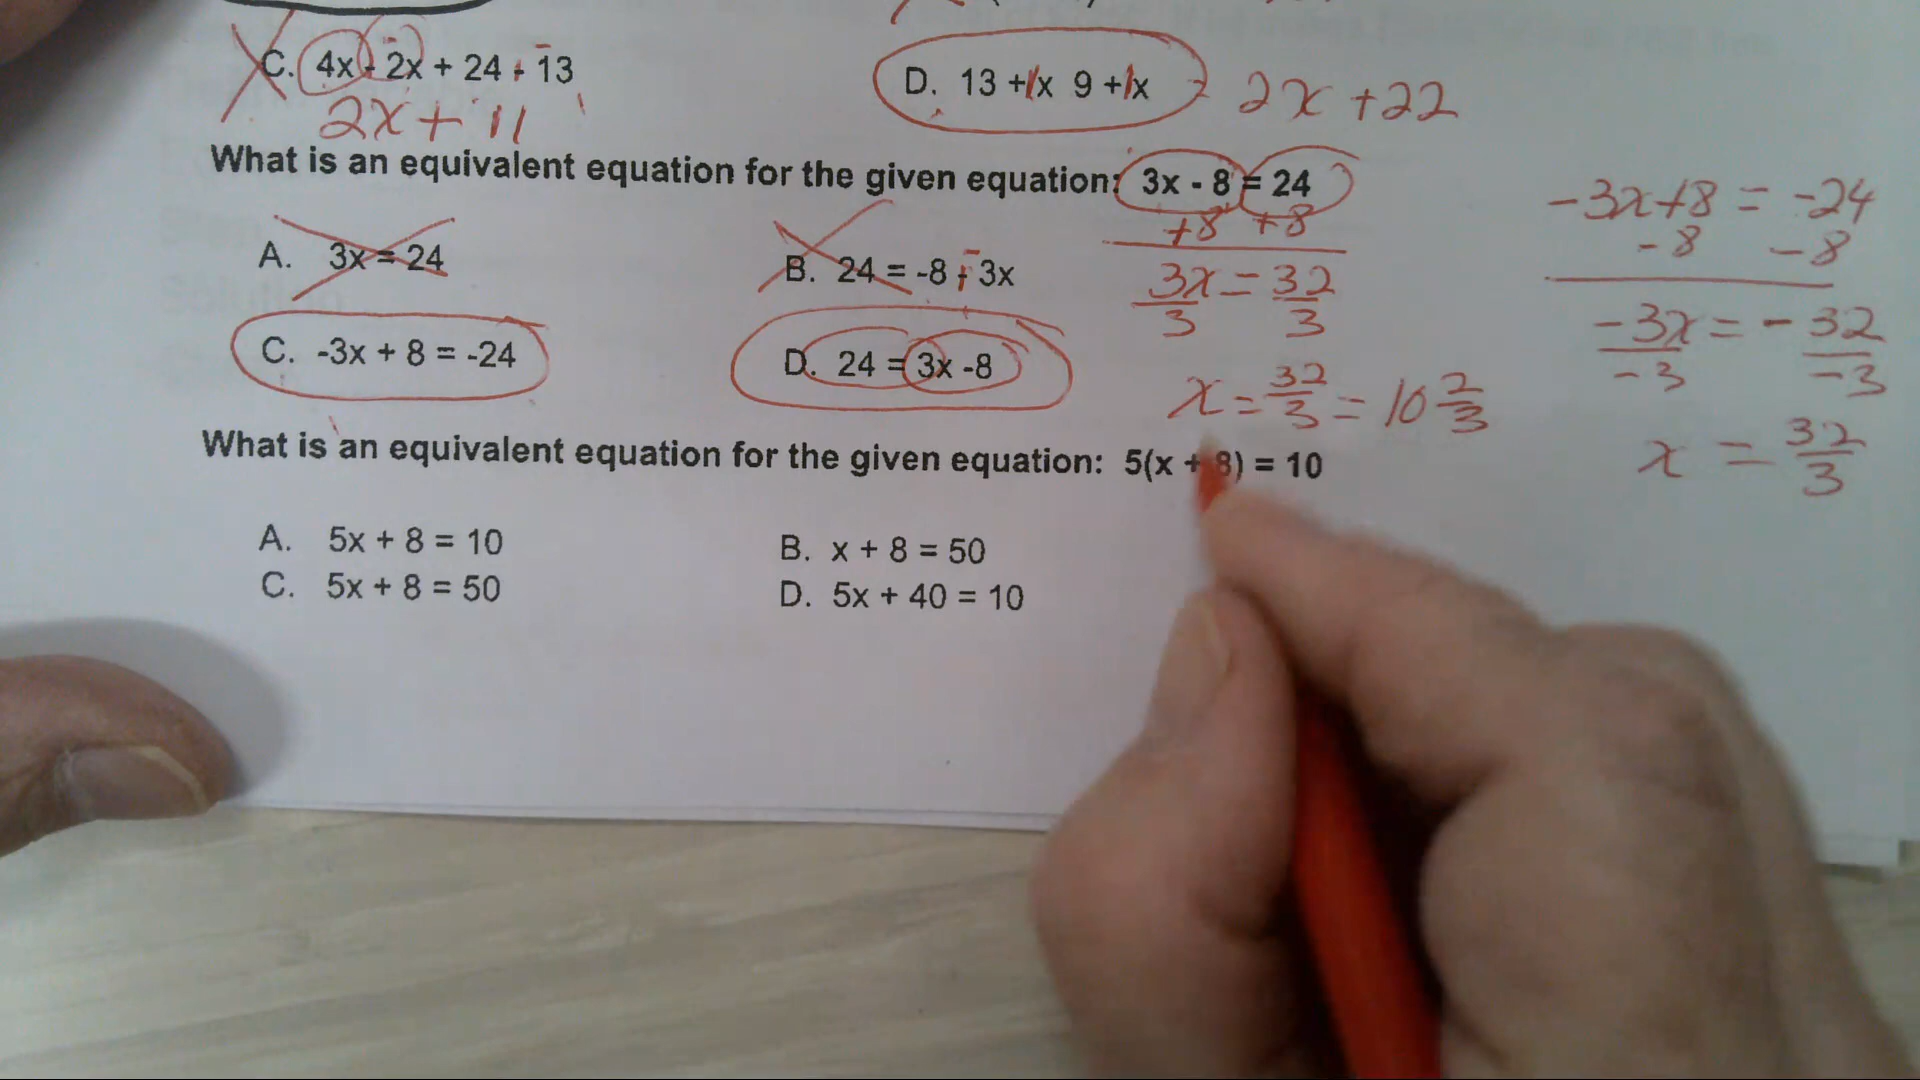 C. 4x - 2x + 24 - 13
2x + 11
D. 13 + 1x 9 + 1x = 2x + 22
What is an equivalent equation for the given equation: 3x - 8 = 24
+8 +8
A. 3x = 24
B. 24 = -8 - 3x
3x = 32
3 3
C. -3x + 8 = -24
D. 24 = 3x -8
x = 32/3 = 10 2/3
-3x+8 = -24
-8 -8
-3x = -32
-3 -3
x = 32/3
What is an equivalent equation for the given equation: 5(x + 8) = 10
A. 5x + 8 = 10
B. x + 8 = 50
C. 5x + 8 = 50
D. 5x + 40 = 10